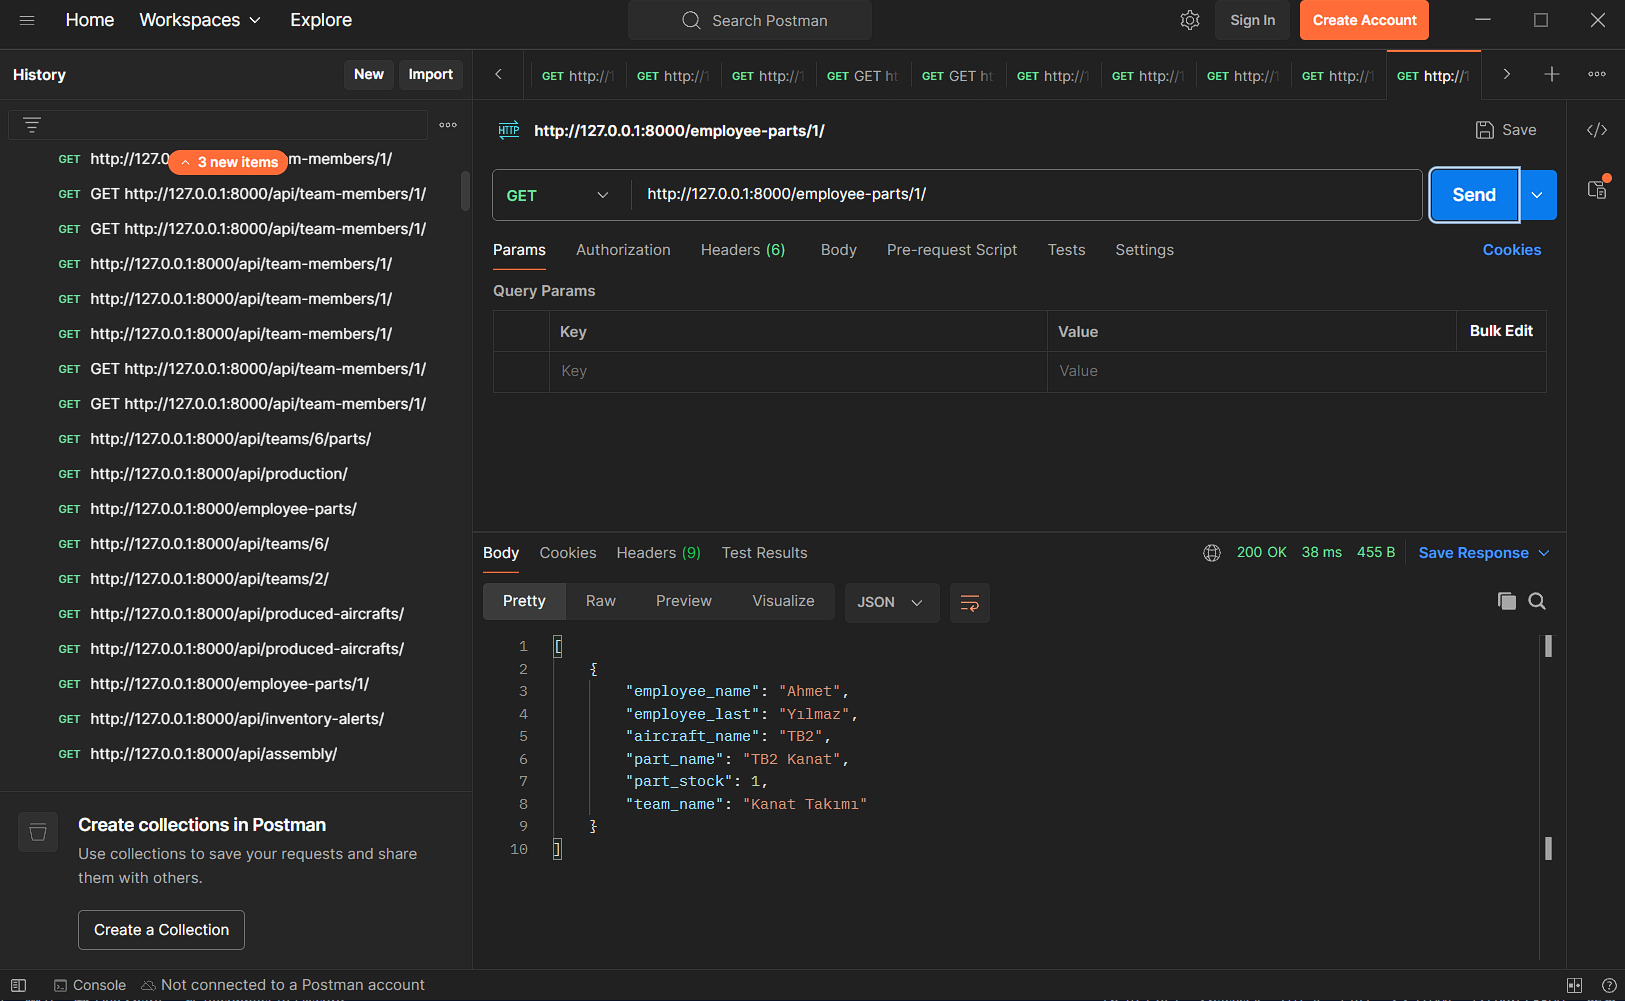 Home Workspaces Explore Search Postman Sign In Create Account
History New Import
GET http:// GET http:// GET http:// GET GET ht GET GET ht GET http:// GET http:// GET http:// GET http:// GET http://
HTTP http://127.0.0.1:8000/employee-parts/1/ Save
GET http://127.0.0.1:8000/employee-parts/1/ Send
Params Authorization Headers (6) Body Pre-request Script Tests Settings Cookies
Query Params
Key Value Bulk Edit
Key Value
GET http://127.0 m-members/1/
3 new items
GET GET http://127.0.0.1:8000/api/team-members/1/
GET GET http://127.0.0.1:8000/api/team-members/1/
GET http://127.0.0.1:8000/api/team-members/1/
GET http://127.0.0.1:8000/api/team-members/1/
GET http://127.0.0.1:8000/api/team-members/1/
GET GET http://127.0.0.1:8000/api/team-members/1/
GET GET http://127.0.0.1:8000/api/team-members/1/
GET http://127.0.0.1:8000/api/teams/6/parts/
GET http://127.0.0.1:8000/api/production/
GET http://127.0.0.1:8000/employee-parts/
GET http://127.0.0.1:8000/api/teams/6/
GET http://127.0.0.1:8000/api/teams/2/
GET http://127.0.0.1:8000/api/produced-aircrafts/
GET http://127.0.0.1:8000/api/produced-aircrafts/
GET http://127.0.0.1:8000/employee-parts/1/
GET http://127.0.0.1:8000/api/inventory-alerts/
GET http://127.0.0.1:8000/api/assembly/
Create collections in Postman
Use collections to save your requests and share
them with others.
Create a Collection
Body Cookies Headers (9) Test Results 200 OK 38 ms 455 B Save Response
Pretty Raw Preview Visualize JSON
1 [
2 {
3 "employee_name": "Ahmet",
4 "employee_last": "Yılmaz",
5 "aircraft_name": "TB2",
6 "part_name": "TB2 Kanat",
7 "part_stock": 1,
8 "team_name": "Kanat Takımı"
9 }
10 ]
Console Not connected to a Postman account